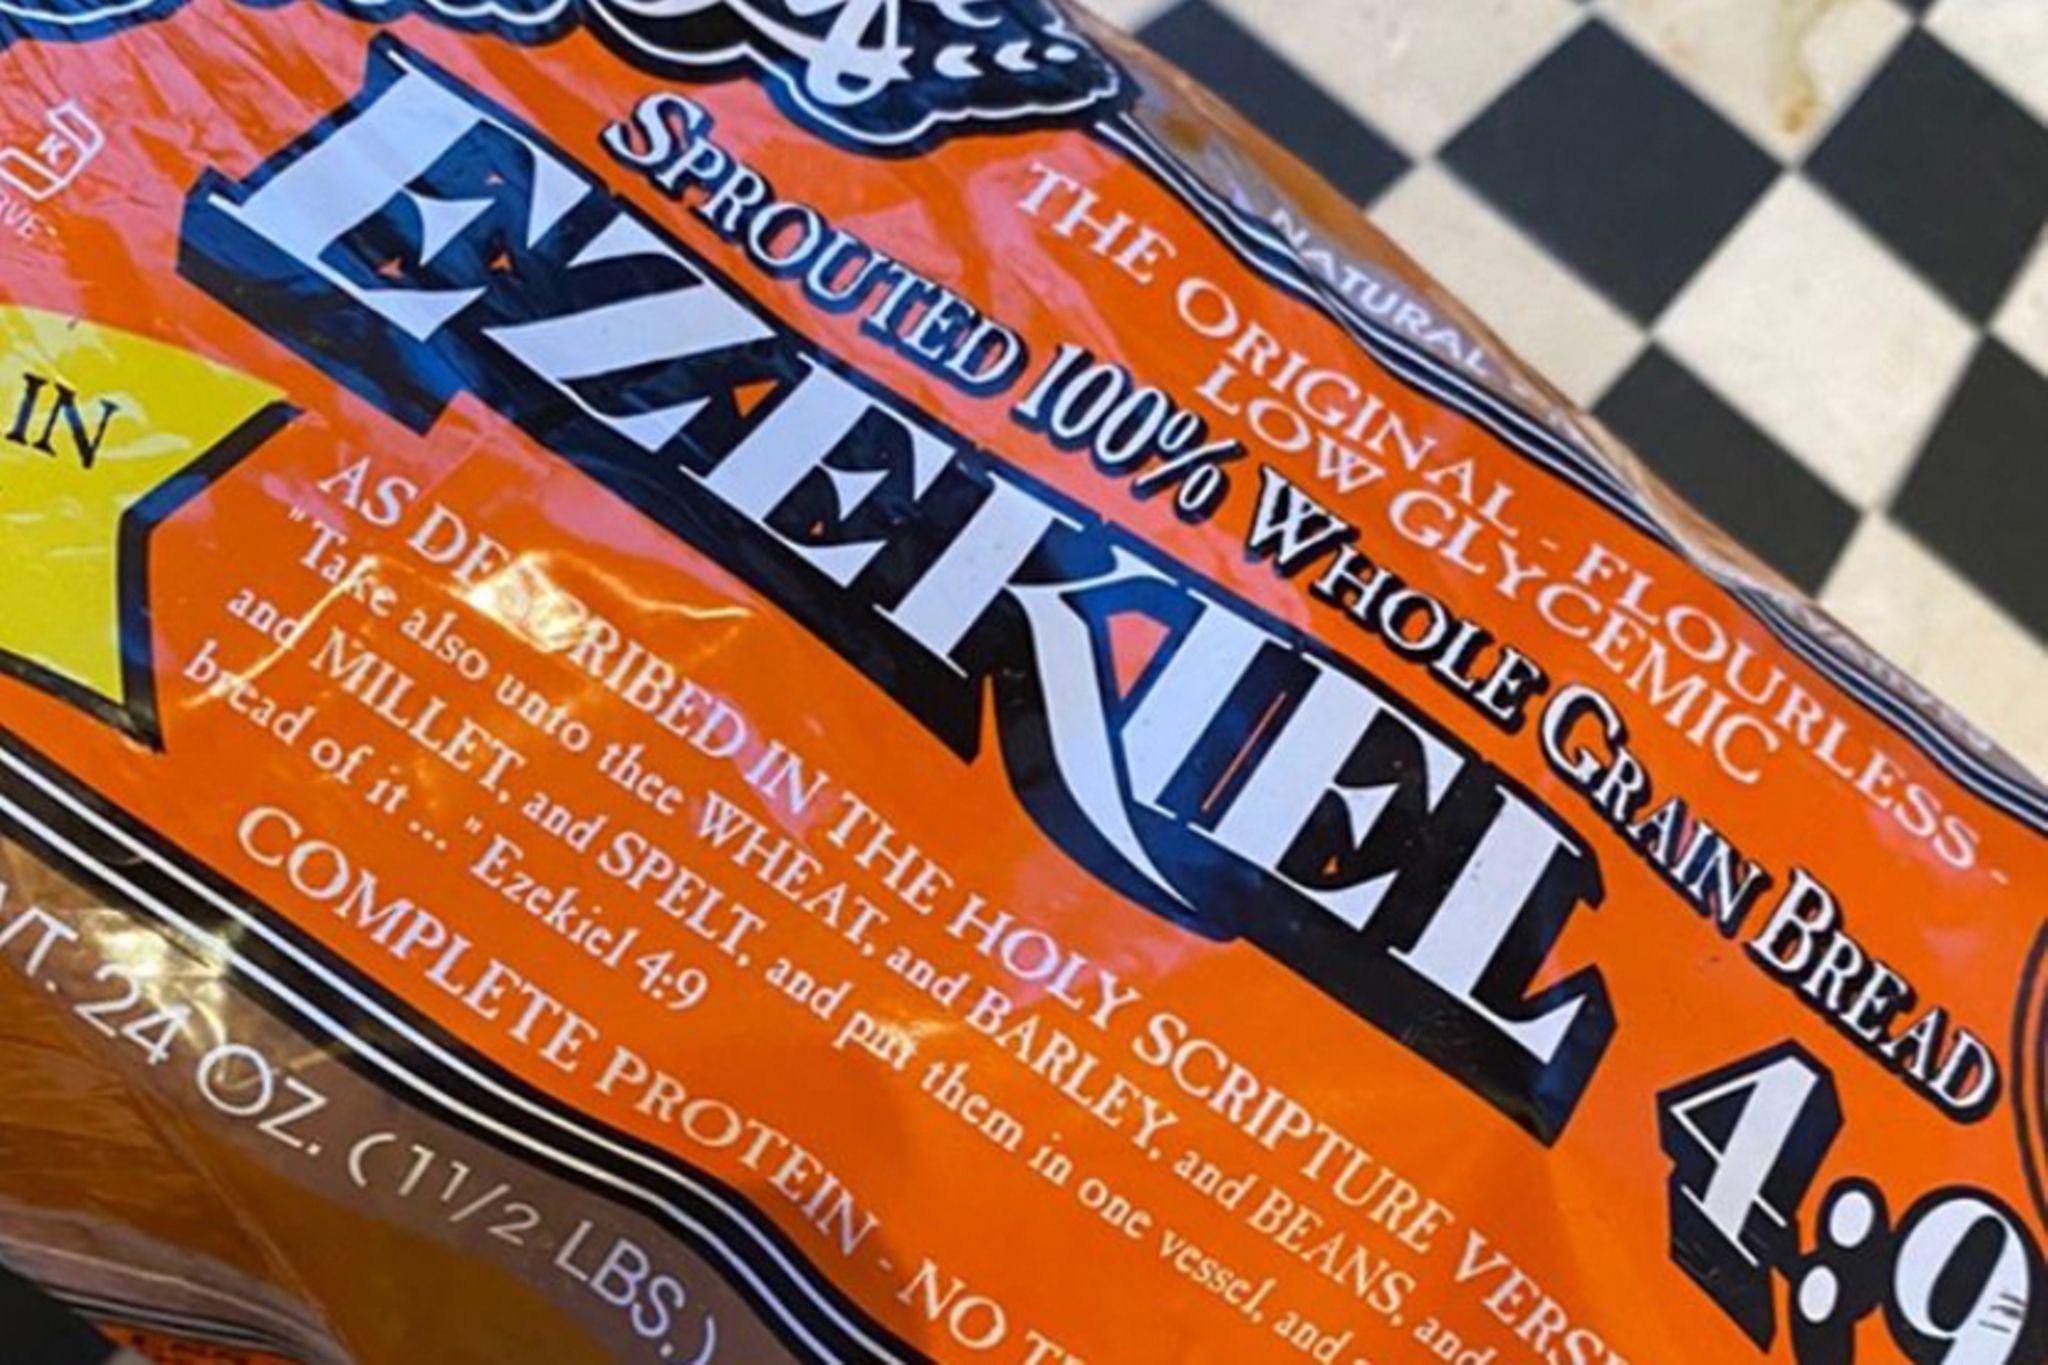 K
IN
NATURAL
THE ORIGINAL - FLOURLESS -
LOW GLYCEMIC
SPROUTED 100% WHOLE GRAIN BREAD
EZEKIEL 4:9
AS DESCRIBED IN THE HOLY SCRIPTURE
"Take also unto thee WHEAT, and BARLEY, and BEANS, and
and MILLET, and SPELT, and put them in one vessel, and
bread of it ... " Ezekiel 4:9
COMPLETE PROTEIN - NO
24 OZ. (1 1/2 LBS.)